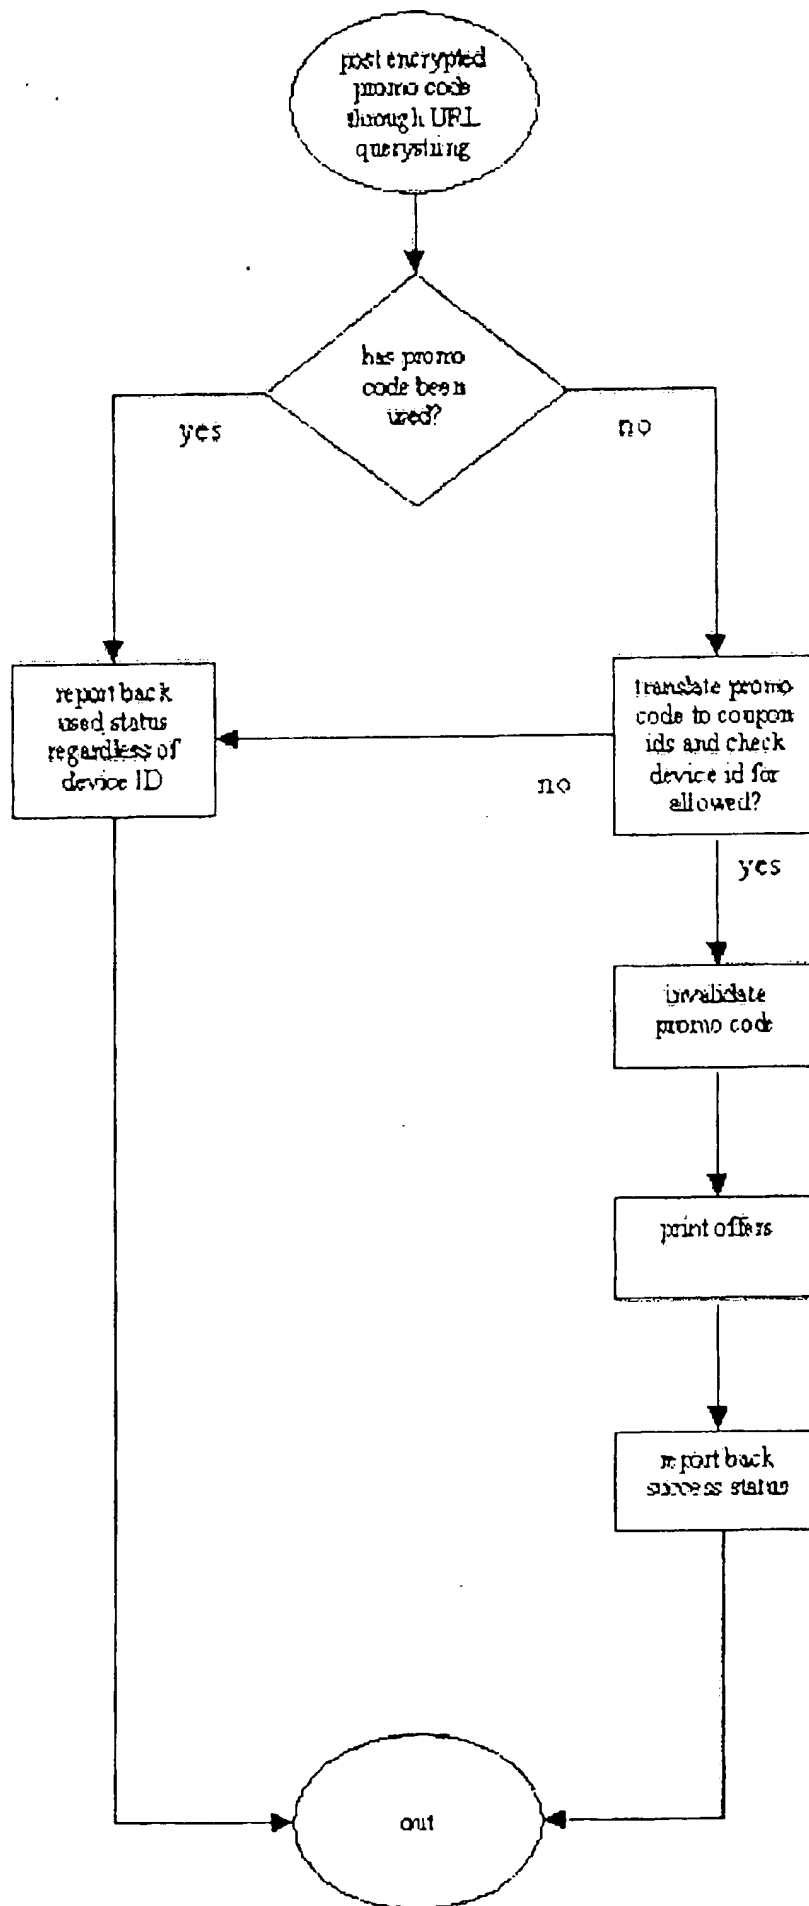 post encrypted
promo code
through URL
querystring
has promo
code been
used?
yes
no
report back
used status
regardless of
device ID
translate promo
code to coupon
ids and check
device id for
allowed?
no
yes
invalidate
promo code
print offers
report back
success status
out